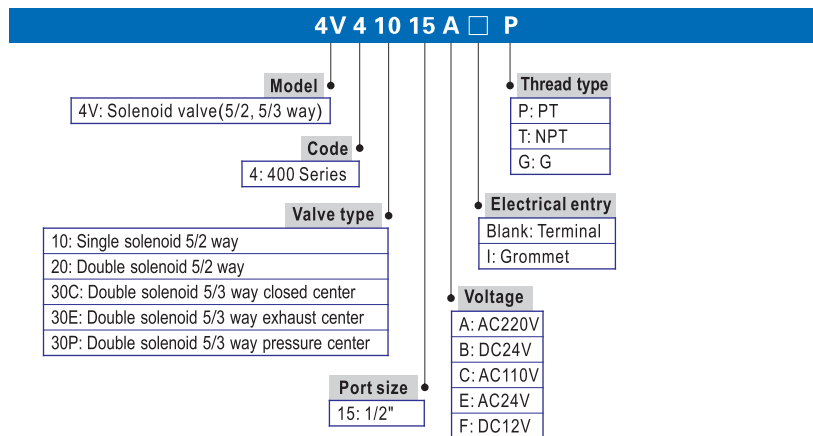 4V 4 10 15 A □ P
Model
4V: Solenoid valve(5/2, 5/3 way)
Code
4: 400 Series
Valve type
10: Single solenoid 5/2 way
20: Double solenoid 5/2 way
30C: Double solenoid 5/3 way closed center
30E: Double solenoid 5/3 way exhaust center
30P: Double solenoid 5/3 way pressure center
Port size
15: 1/2"
Voltage
A: AC220V
B: DC24V
C: AC110V
E: AC24V
F: DC12V
Electrical entry
Blank: Terminal
I: Grommet
Thread type
P: PT
T: NPT
G: G